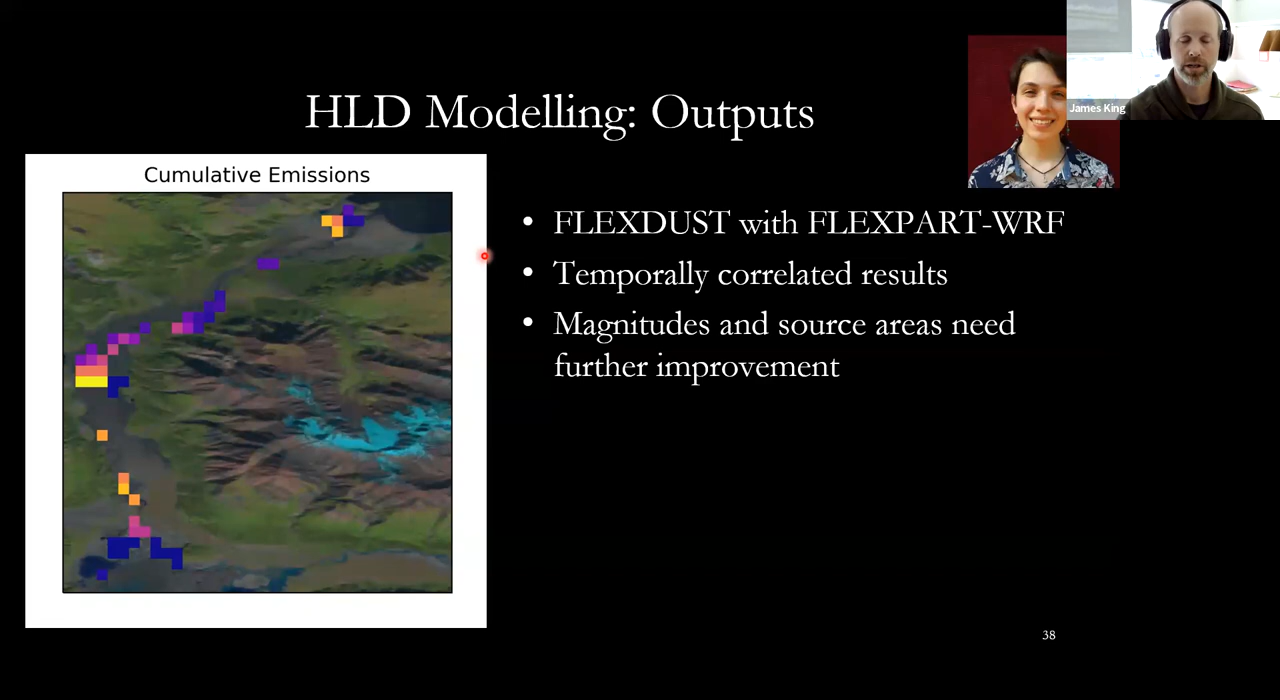 HLD Modelling: Outputs
James King
Cumulative Emissions
• FLEXDUST with FLEXPART-WRF
• Temporally correlated results
• Magnitudes and source areas need
further improvement
38